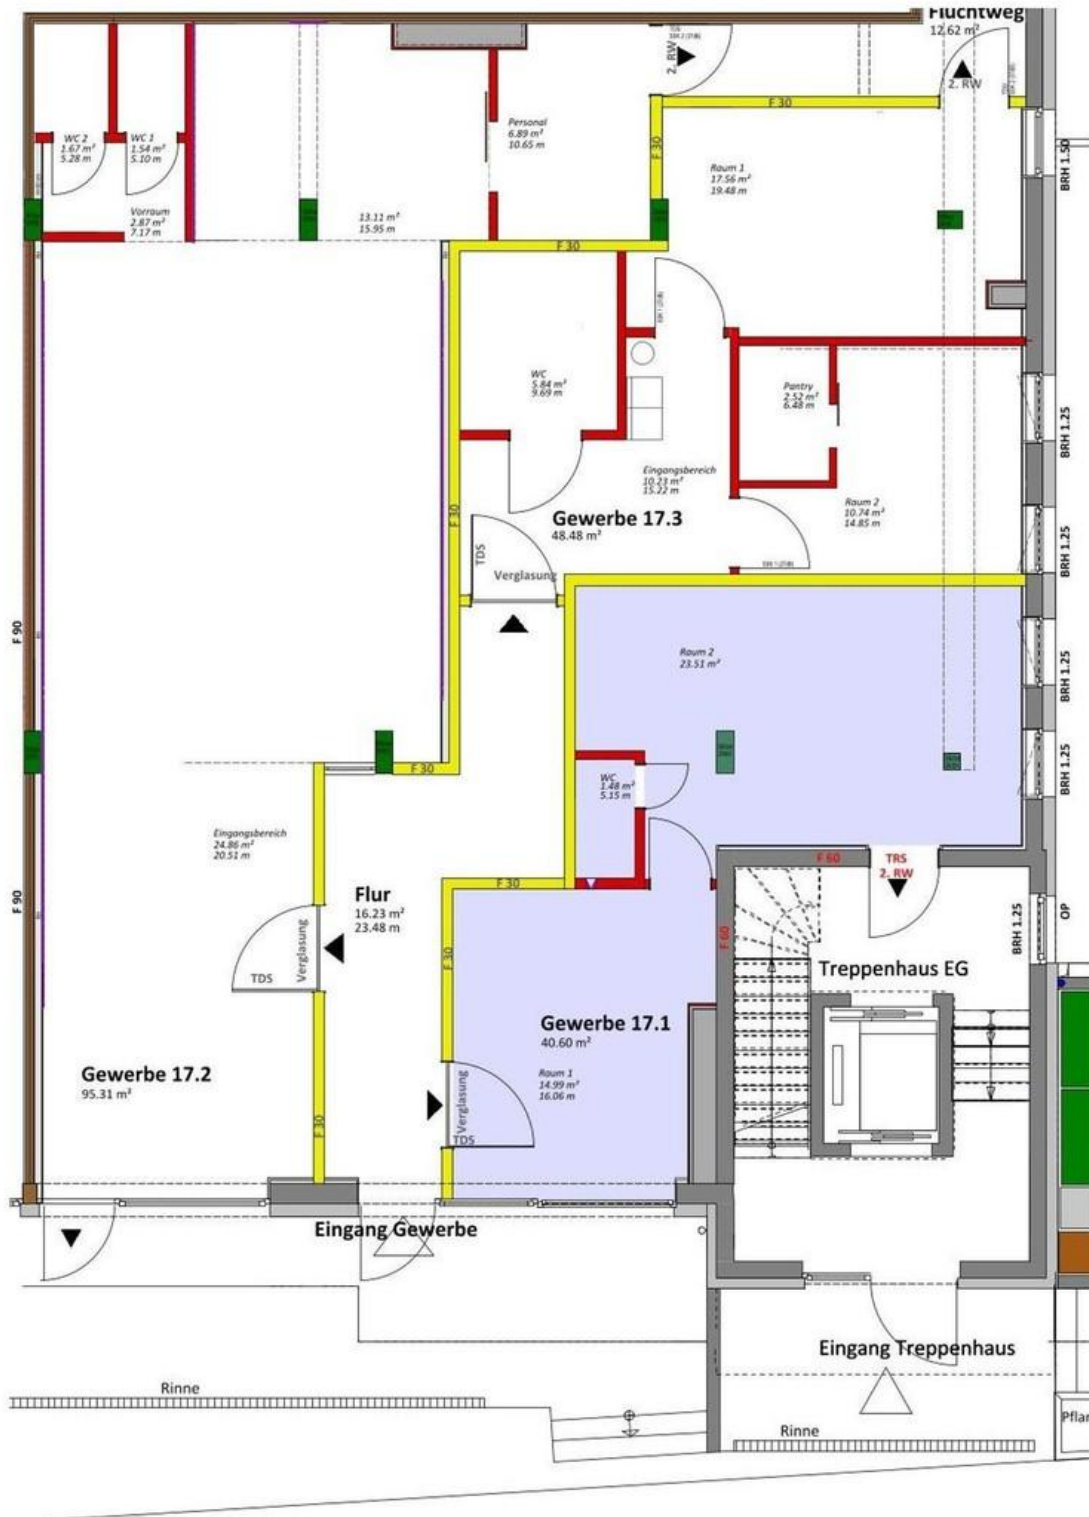 Fluchtweg
12.62 m²
2. RW
2. RW
F 30
F 30
BRH 1.50
Personal
6.89 m²
10.65 m
WC 2
1.67 m²
5.28 m
WC 1
1.54 m²
5.10 m
Raum 1
17.56 m²
19.48 m
Vorraum
2.87 m²
7.17 m
13.11 m²
15.95 m
F 30
WC
5.84 m²
9.69 m
Pantry
2.52 m²
6.48 m
BRH 1.25
Eingangsbereich
10.23 m²
15.22 m
Raum 2
10.74 m²
14.85 m
F 30
Gewerbe 17.3
48.48 m²
BRH 1.25
TDS
Verglasung
F 90
Raum 2
23.51 m²
BRH 1.25
F 30
WC
1.48 m²
5.15 m
BRH 1.25
Eingangsbereich
24.86 m²
20.51 m
F 60
TRS
2. RW
F 90
F 30
Flur
16.23 m²
23.48 m
BRH 1.25
OP
Verglasung
TDS
F 30
F 60
Treppenhaus EG
Gewerbe 17.1
40.60 m²
Raum 1
14.99 m²
16.06 m
Gewerbe 17.2
95.31 m²
Verglasung
TDS
F 30
Eingang Gewerbe
Eingang Treppenhaus
Rinne
Rinne
Pflan